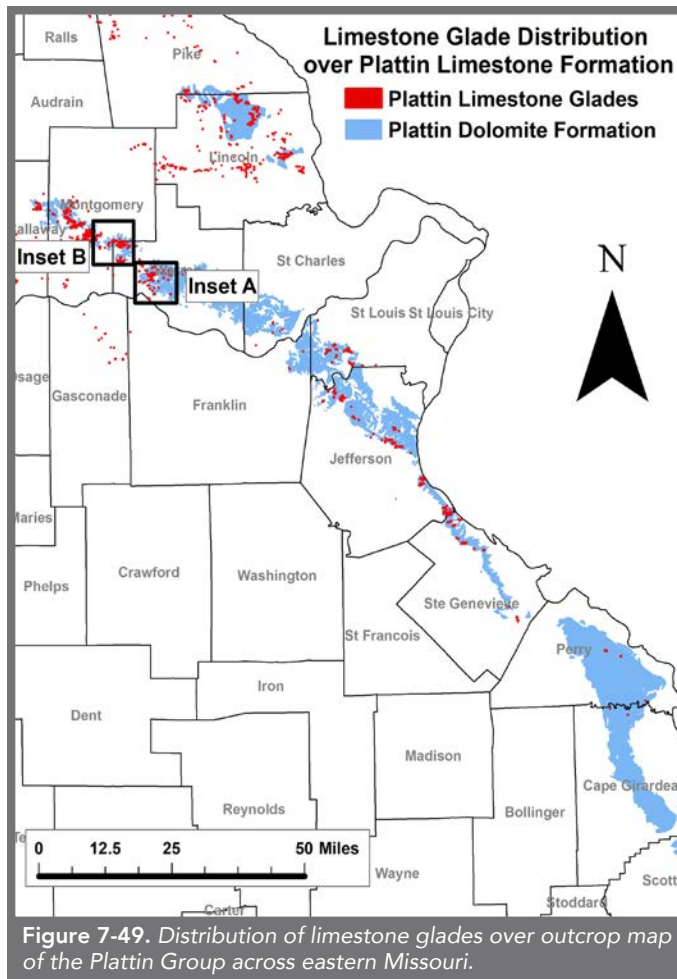 Limestone Glade Distribution
over Plattin Limestone Formation
Plattin Limestone Glades
Plattin Dolomite Formation
Ralls
Pike
Audrain
Lincoln
Montgomery
allaway
Inset B
Inset A
St Charles
St Louis
St Louis City
N
Osage
Gasconade
Franklin
Jefferson
Maries
Phelps
Crawford
Washington
Ste Genevieve
St Francois
Perry
Iron
Dent
Madison
Cape Girardea
Reynolds
Bollinger
Te
0 12.5 25 50 Miles
Wayne
Scott
Stoddard
Carter
Figure 7-49. Distribution of limestone glades over outcrop map
of the Plattin Group across eastern Missouri.